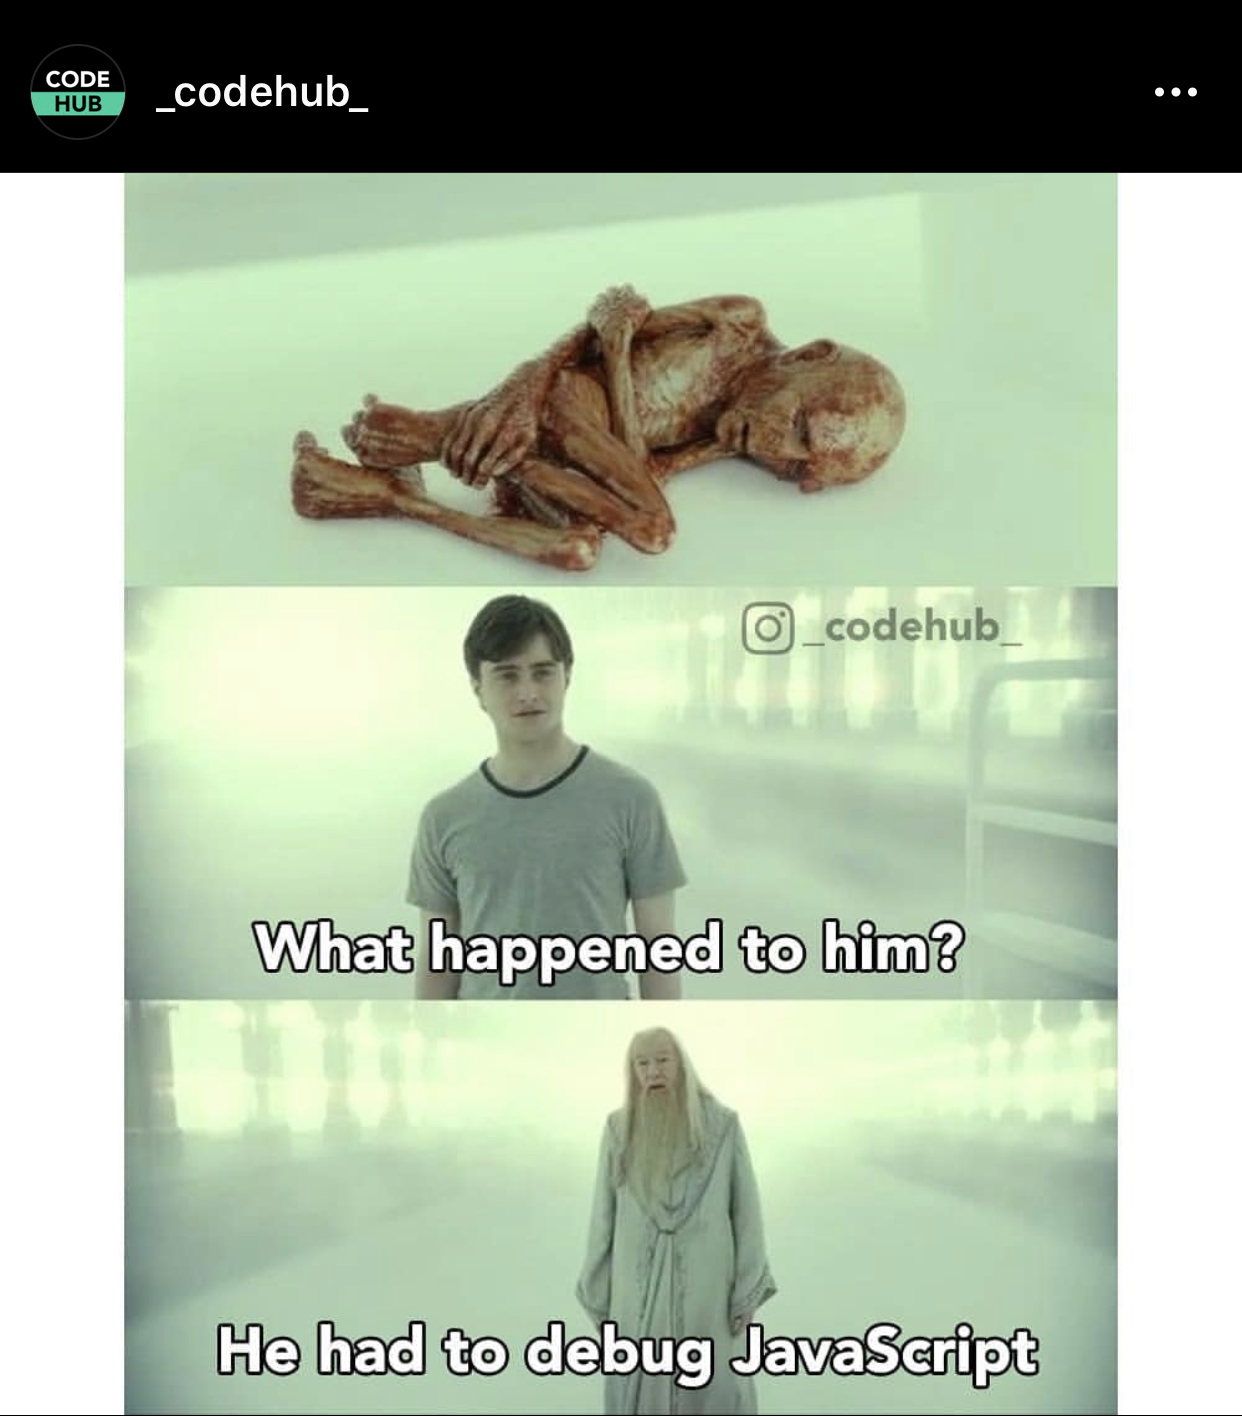 CODE
HUB
_codehub_
_codehub_
What happened to him?
He had to debug JavaScript